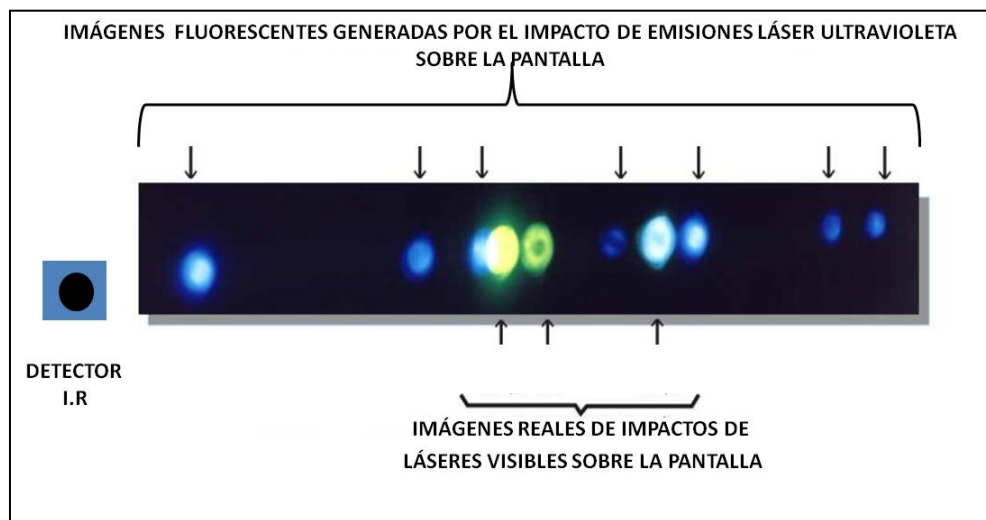 IMÁGENES FLUORESCENTES GENERADAS POR EL IMPACTO DE EMISIONES LÁSER ULTRAVIOLETA
SOBRE LA PANTALLA
DETECTOR
I.R
IMÁGENES REALES DE IMPACTOS DE
LÁSERES VISIBLES SOBRE LA PANTALLA